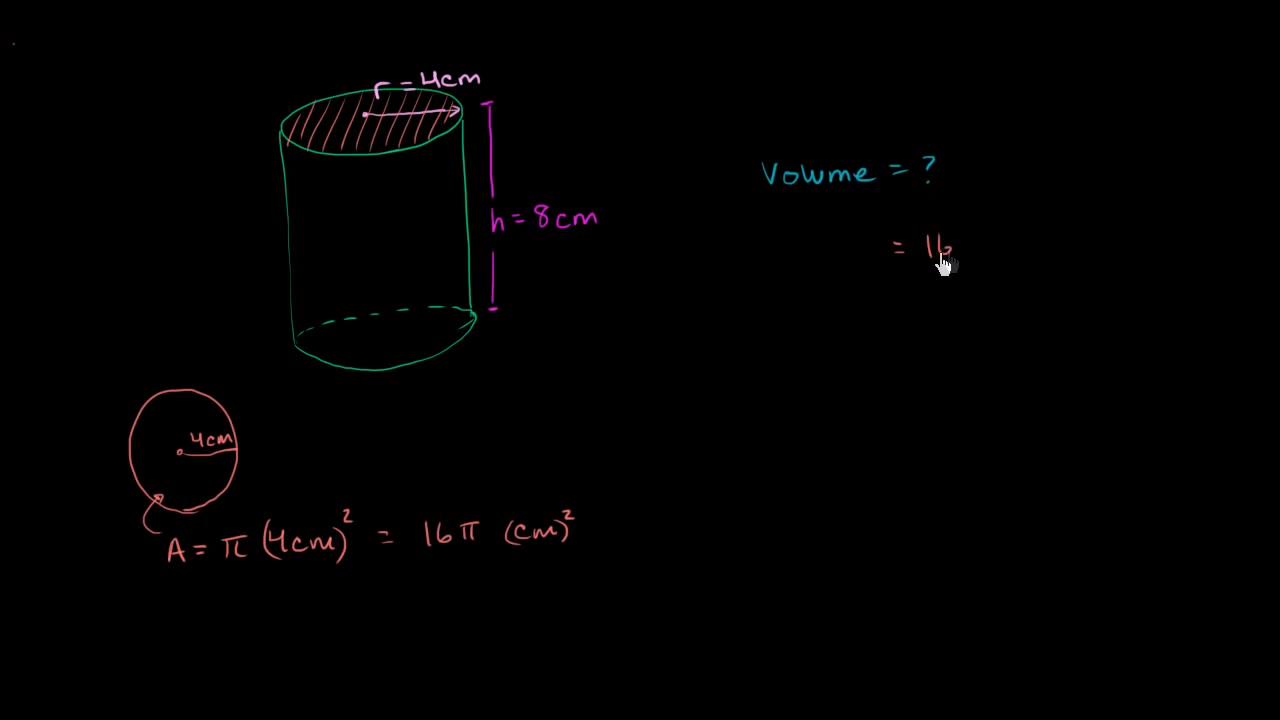 r = 4cm
Volume = ?
h = 8cm
= 16
4cm
A = π (4cm)² = 16π (cm)²